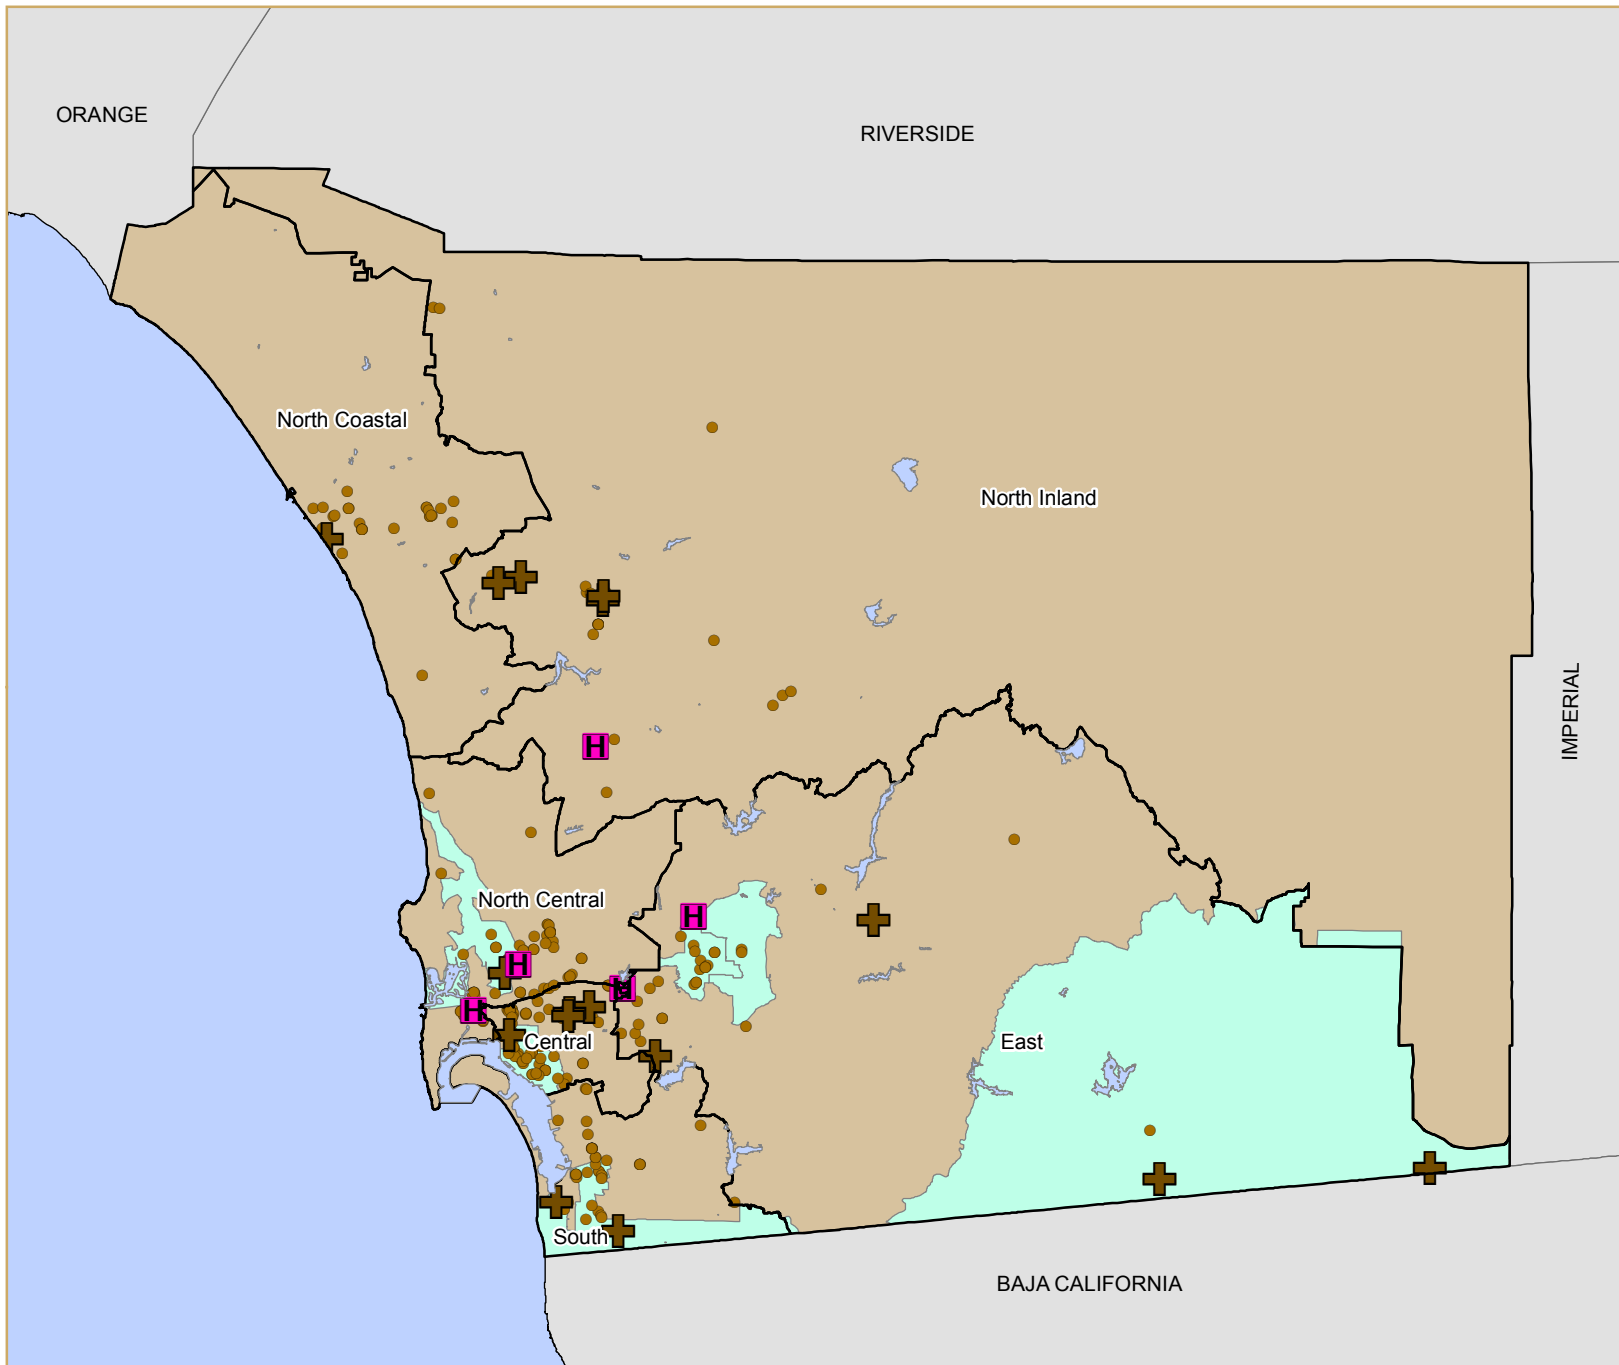 ORANGE
RIVERSIDE
North Coastal
North Inland
IMPERIAL
H
H
North Central
H
H
H
Central
East
South
BAJA CALIFORNIA